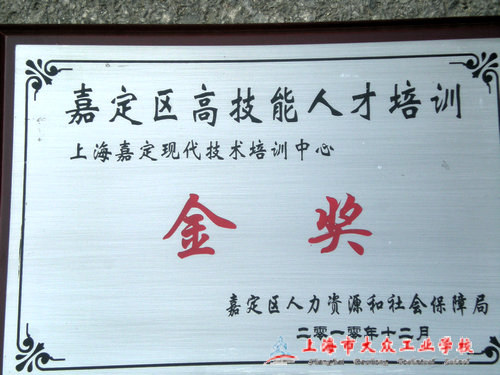 嘉定区高技能人才培训
上海嘉定现代技术培训中心
金奖
嘉定区人力资源和社会保障局
二零一零年十二月
上海市大众工业学校